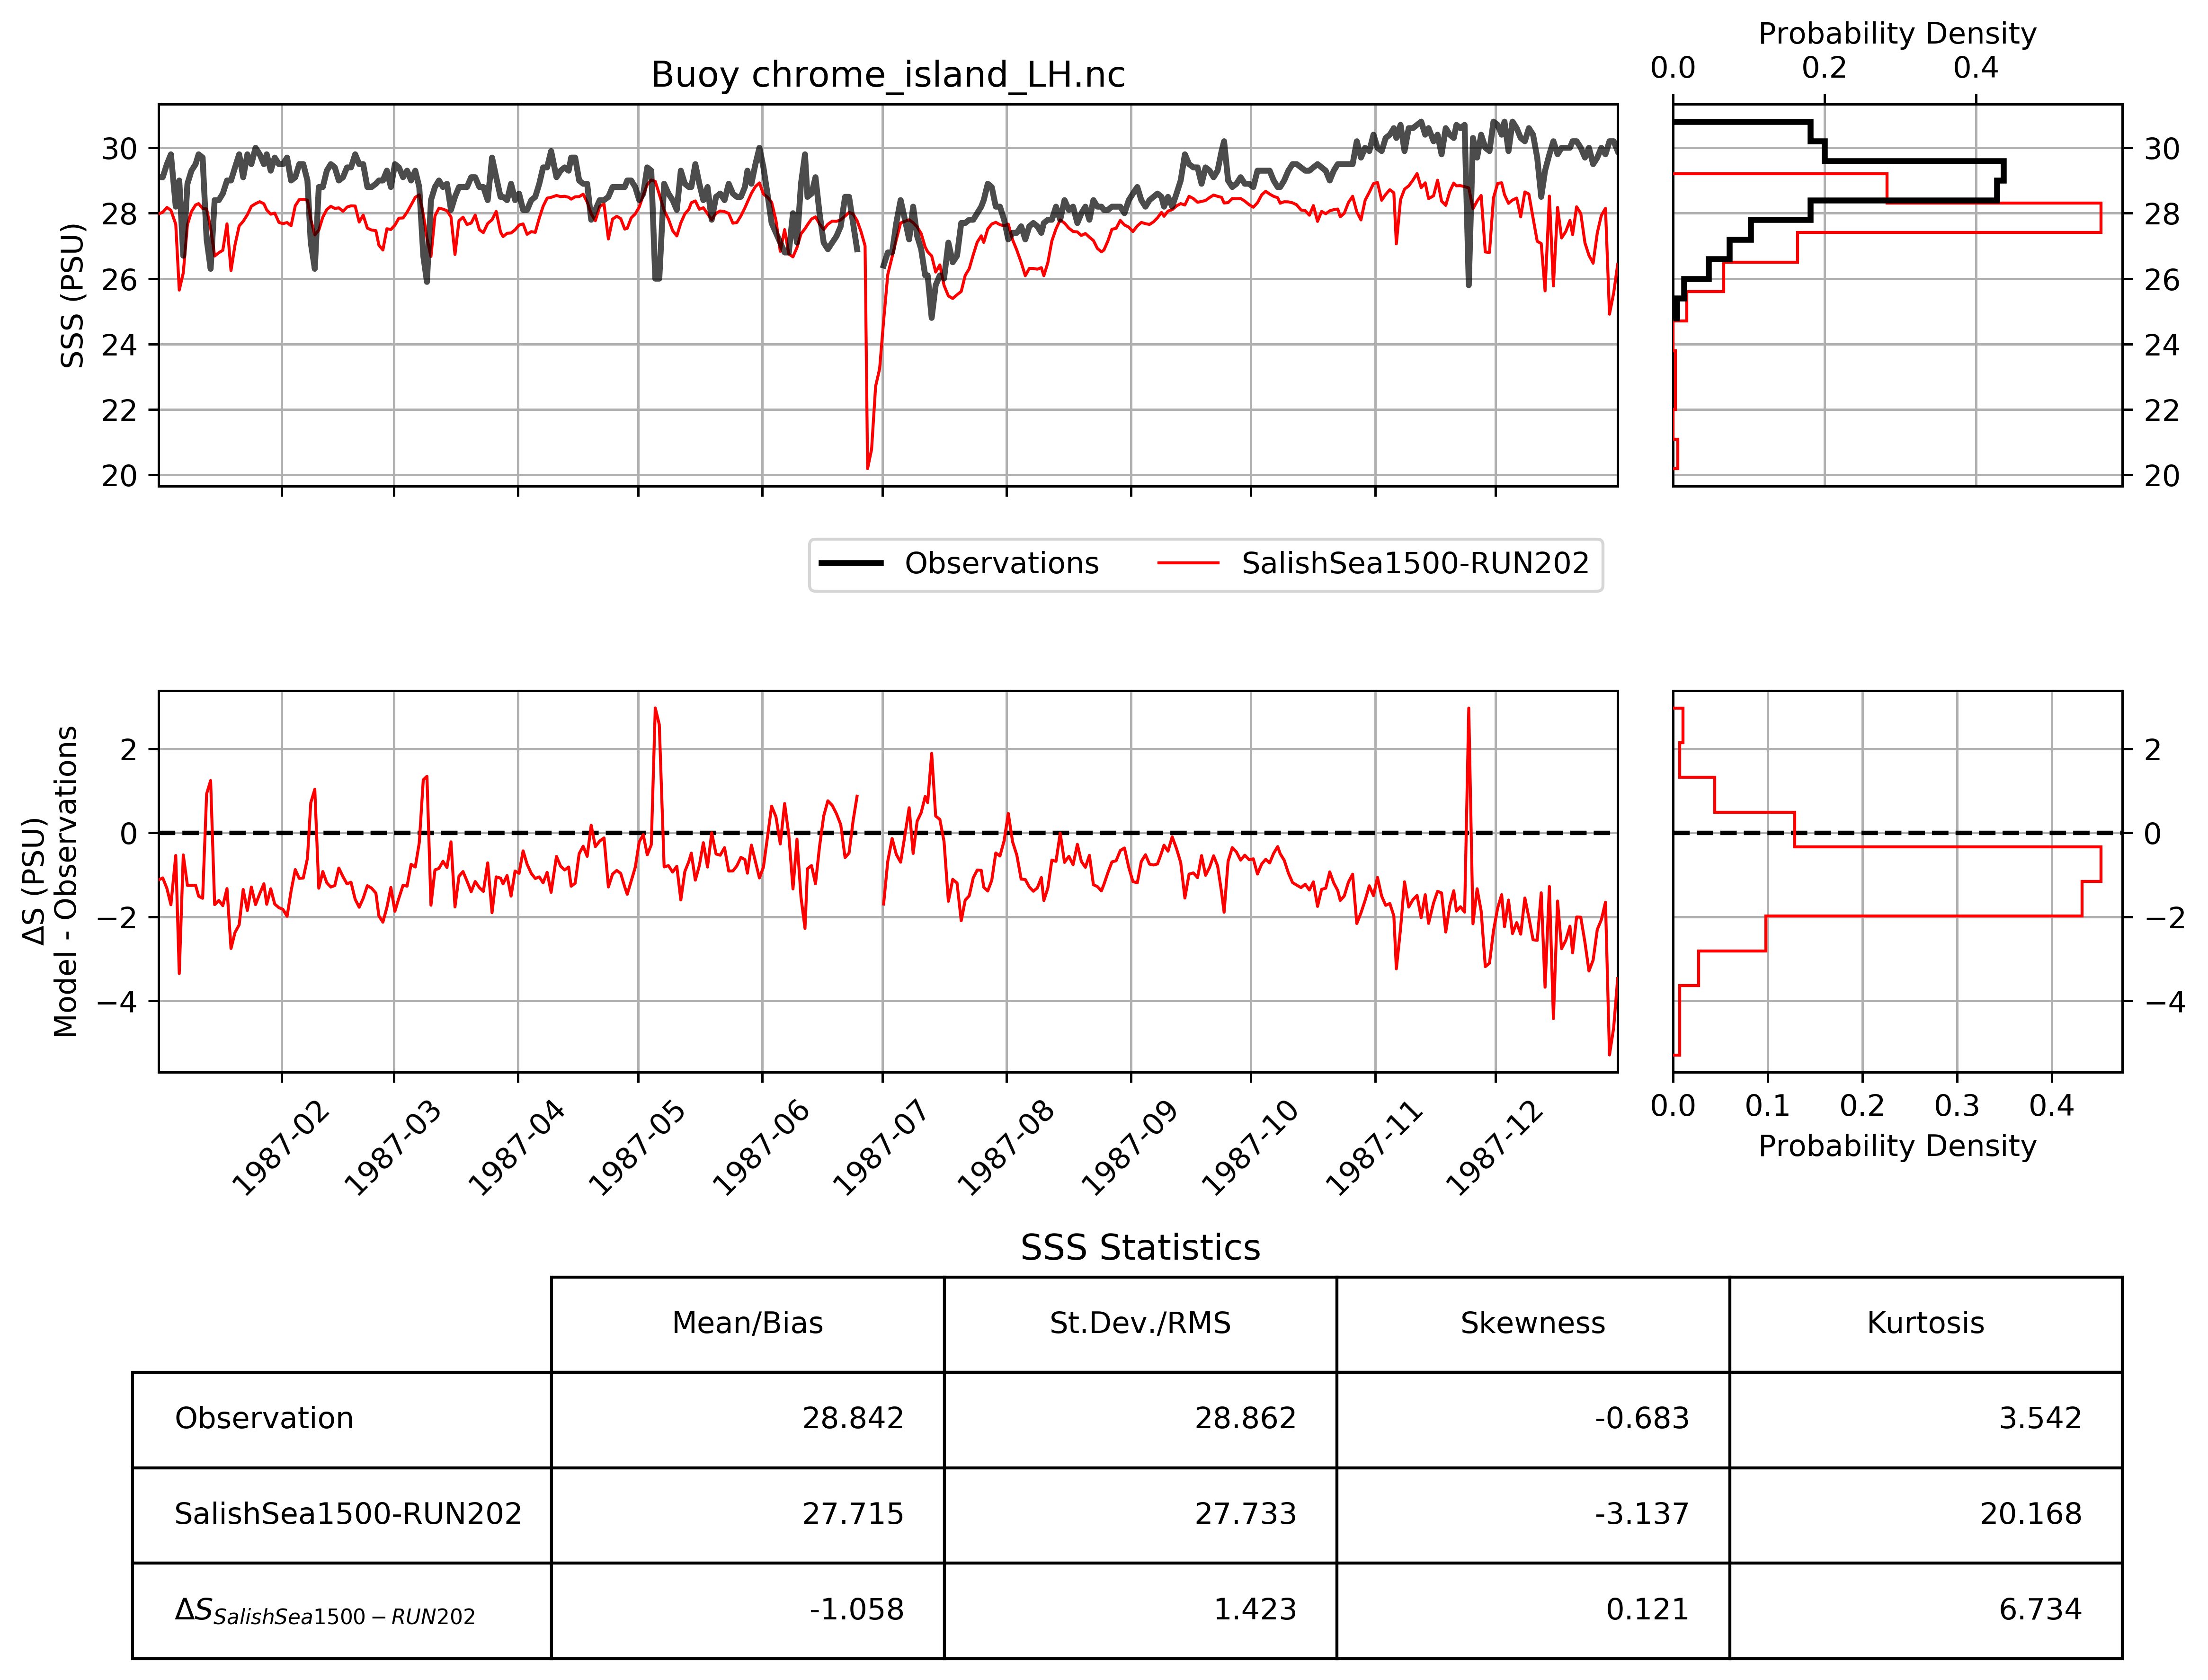 Probability Density
0.0 0.2 0.4
Buoy chrome_island_LH.nc
SSS (PSU)
30
28
26
24
22
20
30
28
26
24
22
20
Observations SalishSea1500-RUN202
ΔS (PSU)
Model - Observations
2
0
−2
−4
2
0
−2
−4
1987-02 1987-03 1987-04 1987-05 1987-06 1987-07 1987-08 1987-09 1987-10 1987-11 1987-12
0.0 0.1 0.2 0.3 0.4
Probability Density
SSS Statistics
Mean/Bias St.Dev./RMS Skewness Kurtosis
Observation 28.842 28.862 -0.683 3.542
SalishSea1500-RUN202 27.715 27.733 -3.137 20.168
ΔS SalishSea1500−RUN202 -1.058 1.423 0.121 6.734